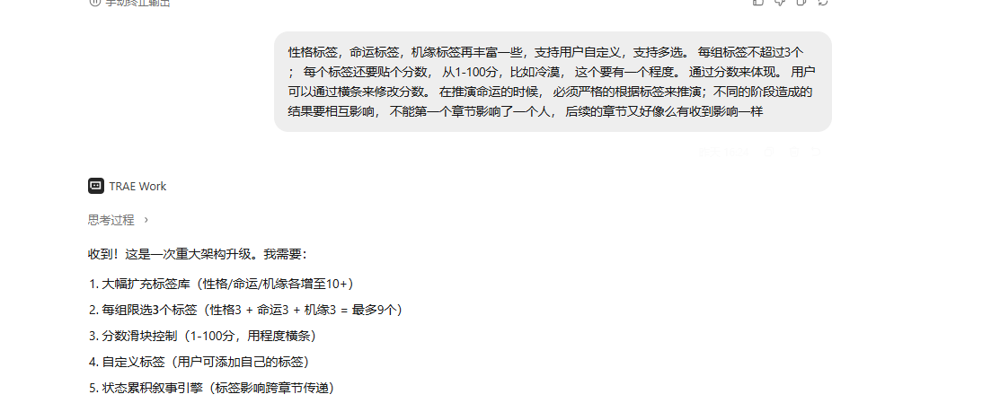 手动终止输出
性格标签，命运标签，机缘标签再丰富一些，支持用户自定义，支持多选。 每组标签不超过3个
； 每个标签还要贴个分数， 从1-100分，比如冷漠， 这个要有一个程度。 通过分数来体现。 用户
可以通过横条来修改分数。 在推演命运的时候， 必须严格的根据标签来推演；不同的阶段造成的
结果要相互影响， 不能第一个章节影响了一个人， 后续的章节又好像么有收到影响一样
TRAE Work
思考过程 ›
收到！这是一次重大架构升级。我需要：
1. 大幅扩充标签库（性格/命运/机缘各增至10+）
2. 每组限选3个标签（性格3 + 命运3 + 机缘3 = 最多9个）
3. 分数滑块控制（1-100分，用程度横条）
4. 自定义标签（用户可添加自己的标签）
5. 状态累积叙事引擎（标签影响跨章节传递）